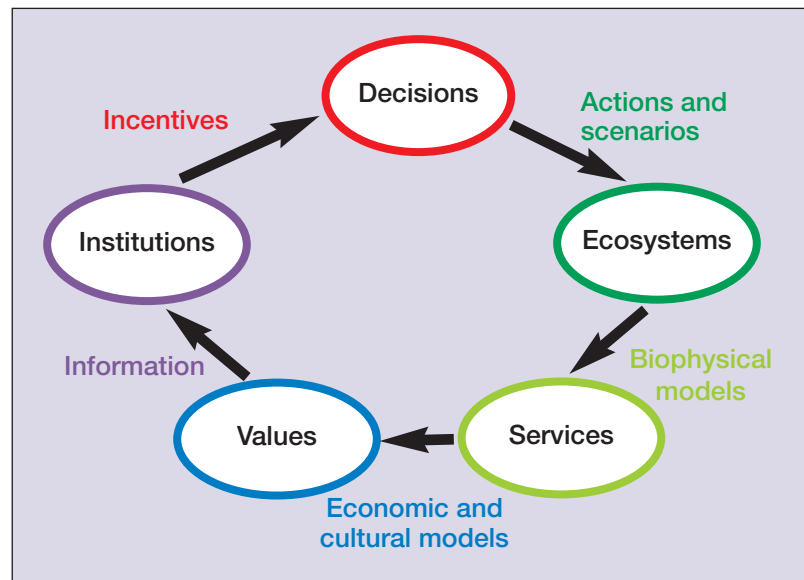 Decisions
Incentives
Actions and
scenarios
Institutions
Ecosystems
Information
Biophysical
models
Values
Services
Economic and
cultural models